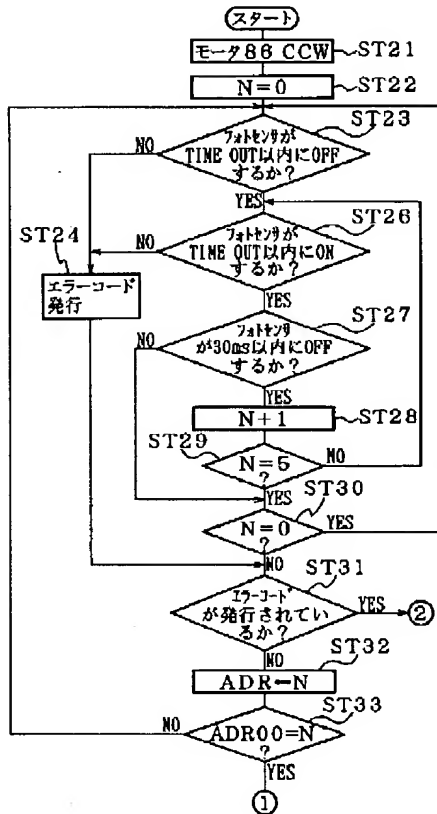 スタート
モータ86 CCW
ST21
N=0
ST22
ST23
フォトセンサが
TIME OUT以内にOFF
するか?
NO
YES
ST24
ST26
フォトセンサが
TIME OUT以内にON
するか?
NO
YES
エラーコード
発行
ST27
フォトセンサ
が30ms以内にOFF
するか?
NO
YES
N+1
ST28
ST29
N=5
?
NO
YES
ST30
N=0
?
YES
NO
ST31
エラーコード
が発行されてい
るか?
YES
②
NO
ST32
ADR←N
ST33
NO
ADR00=N
?
YES
①